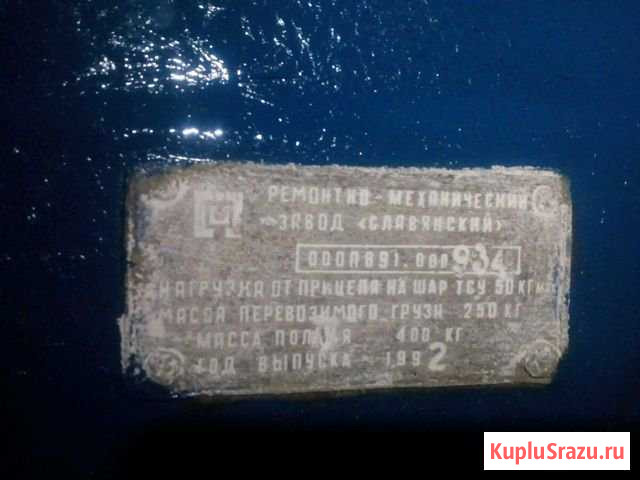 РЕМОНТНО-МЕХАНИЧЕСКИЙ
ЗАВОД «СЛАВЯНСКИЙ»
000П891.000 934
НАГРУЗКА ОТ ПРИЦЕПА НА ШАР ТСУ 50 КГ
МАССА ПЕРЕВОЗИМОГО ГРУЗА 250 КГ
МАССА ПОЛНАЯ 400 КГ
ГОД ВЫПУСКА - 1992
KupluSrazu.ru